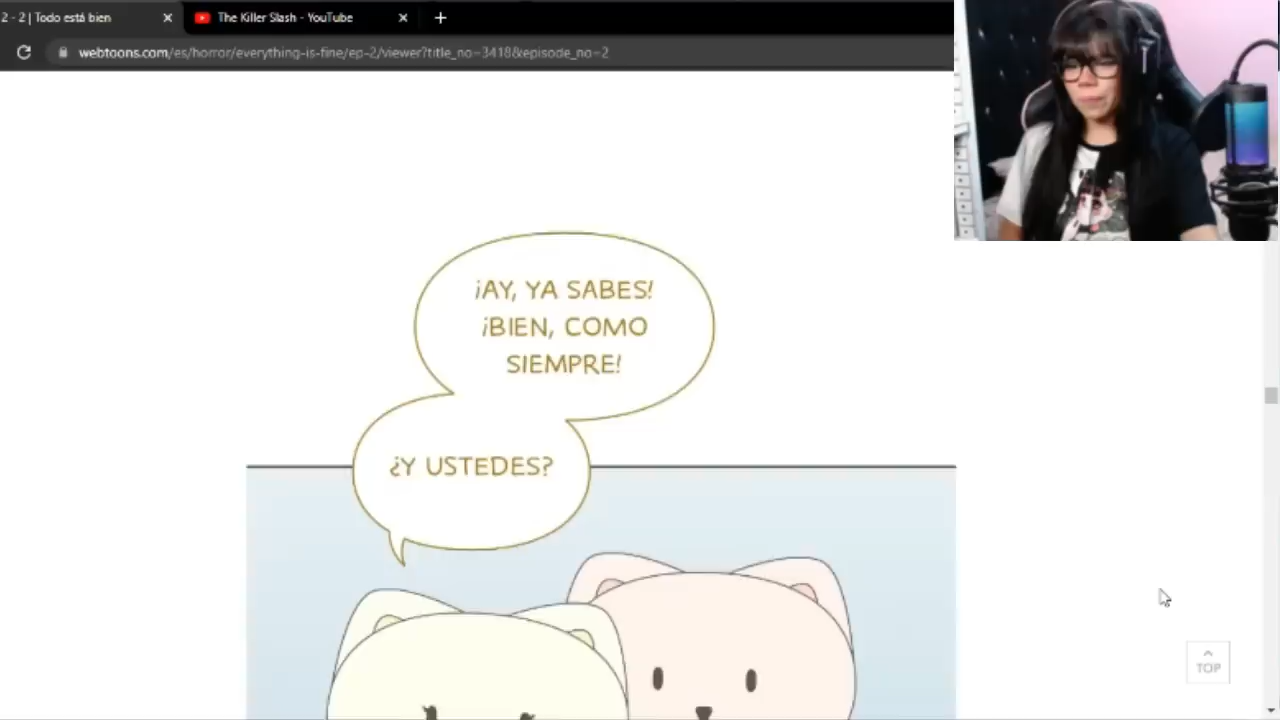 2 - 2 | Todo está bien
The Killer Slash - YouTube
webtoons.com/es/horror/everything-is-fine/ep-2/viewer?title_no=3418&episode_no=2
¡AY, YA SABES!
¡BIEN, COMO
SIEMPRE!
¿Y USTEDES?
TOP